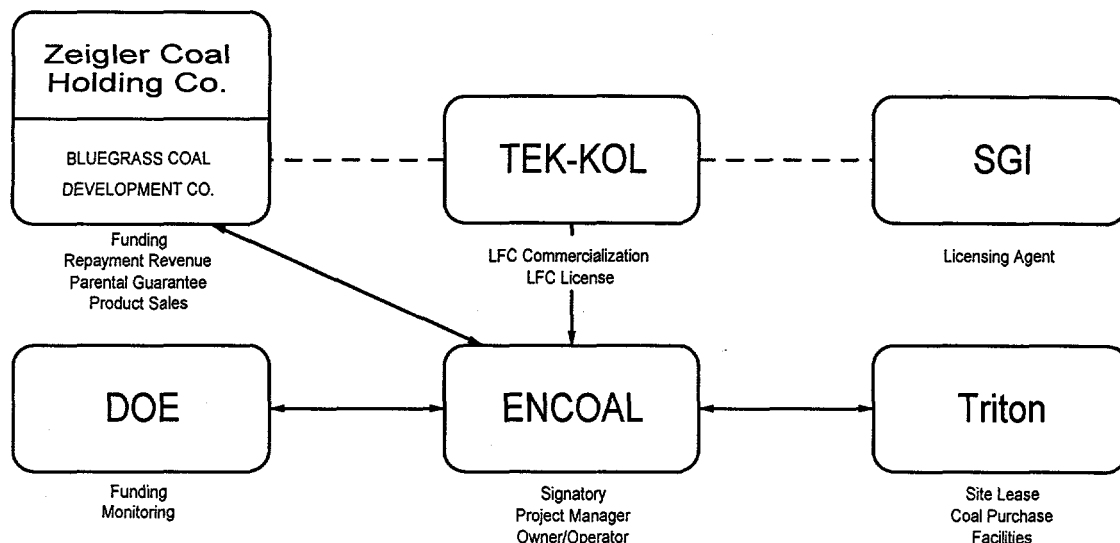 Zeigler Coal
Holding Co.
BLUEGRASS COAL
DEVELOPMENT CO.
Funding
Repayment Revenue
Parental Guarantee
Product Sales
TEK-KOL
LFC Commercialization
LFC License
SGI
Licensing Agent
DOE
Funding
Monitoring
ENCOAL
Signatory
Project Manager
Owner/Operator
Triton
Site Lease
Coal Purchase
Facilities